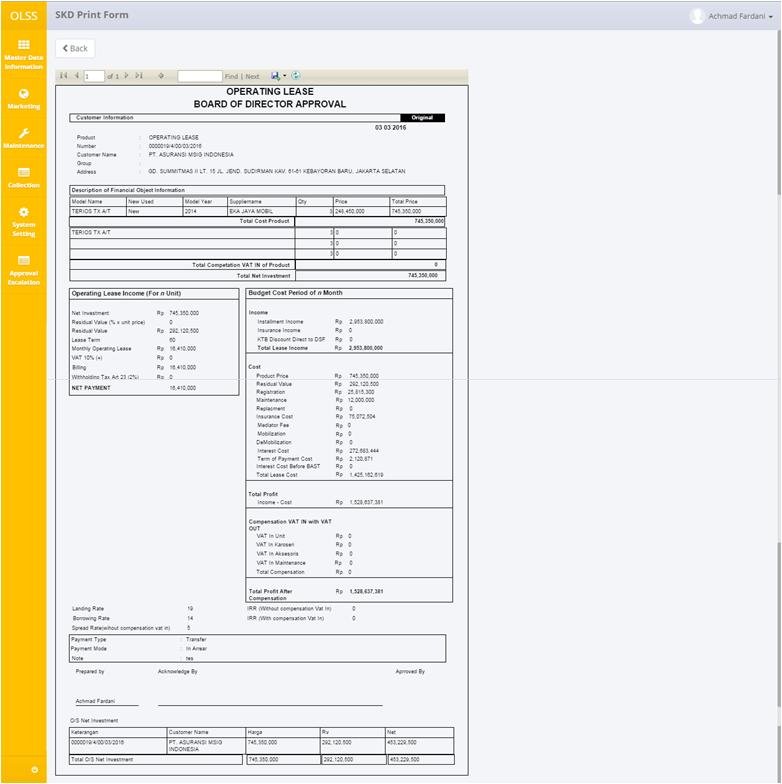 OLSS
SKD Print Form
Achmad Fardani
Master Data Information
Marketing
Maintenance
Collection
System Setting
Approval Escalation
Back
1 of 1 Find | Next
OPERATING LEASE
BOARD OF DIRECTOR APPROVAL
Customer Information Original
03 03 2016
Product : OPERATING LEASE
Number : 0000019/4/00/03/2016
Customer Name : PT. ASURANSI MSIG INDONESIA
Group :
Address : GD. SUMMITMAS II LT. 15 JL. JEND. SUDIRMAN KAV. 61-61 KEBAYORAN BARU, JAKARTA SELATAN
Description of Financial Object Information
Model Name New Used Model Year Suppliername Qty Price Total Price
TERIOS TX A/T New 2014 EKA JAYA MOBIL 3 248,450,000 745,350,000
Total Cost Product 745,350,000
TERIOS TX A/T 3 0 0
3 0 0
3 0 0
Total Competation VAT IN of Product 0
Total Net Investment 745,350,000
Operating Lease Income (For n Unit)
Net Investment Rp 745,350,000
Residual Value (% x unit price) 0
Residual Value Rp 292,120,500
Lease Term 60
Monthly Operating Lease Rp 16,410,000
VAT 10% (+) Rp 0
Billing Rp 16,410,000
Withholding Tax Art 23 (2%) Rp 0
NET PAYMENT 16,410,000
Budget Cost Period of n Month
Income
Installment Income Rp 2,953,800,000
Insurance Income Rp 0
KTB Discount Direct to DSF Rp 0
Total Lease Income Rp 2,953,800,000
Cost
Product Price Rp 745,350,000
Residual Value Rp 292,120,500
Registration Rp 25,815,300
Maintenance Rp 12,000,000
Replacment Rp 0
Insurance Cost Rp 75,072,504
Mediator Fee Rp 0
Mobilization Rp 0
DeMobilization Rp 0
Interest Cost Rp 272,683,444
Term of Payment Cost Rp 2,120,871
Interest Cost Before BAST Rp 0
Total Lease Cost Rp 1,425,162,619
Total Profit
Income - Cost Rp 1,528,637,381
Compensation VAT IN with VAT OUT
VAT In Unit Rp 0
VAT In Karoseri Rp 0
VAT In Aksesoris Rp 0
VAT In Maintenance Rp 0
Total Compensation Rp 0
Total Profit After Compensation Rp 1,528,637,381
Landing Rate 19 IRR (Without compensation Vat In) 0
Borrowing Rate 14 IRR (With compensation Vat In) 0
Spread Rate(wihout compensation vat in) 5
Payment Type : Transfer
Payment Mode : In Arrear
Note : tes
Prepared by Acknowledge By Aprroved By
Achmad Fardani
O/S Net Investment
Keterangan Customer Name Harga Rv Net
0000019/4/00/03/2016 PT. ASURANSI MSIG INDONESIA 745,350,000 292,120,500 453,229,500
Total O/S Net Investment 745,350,000 292,120,500 453,229,500